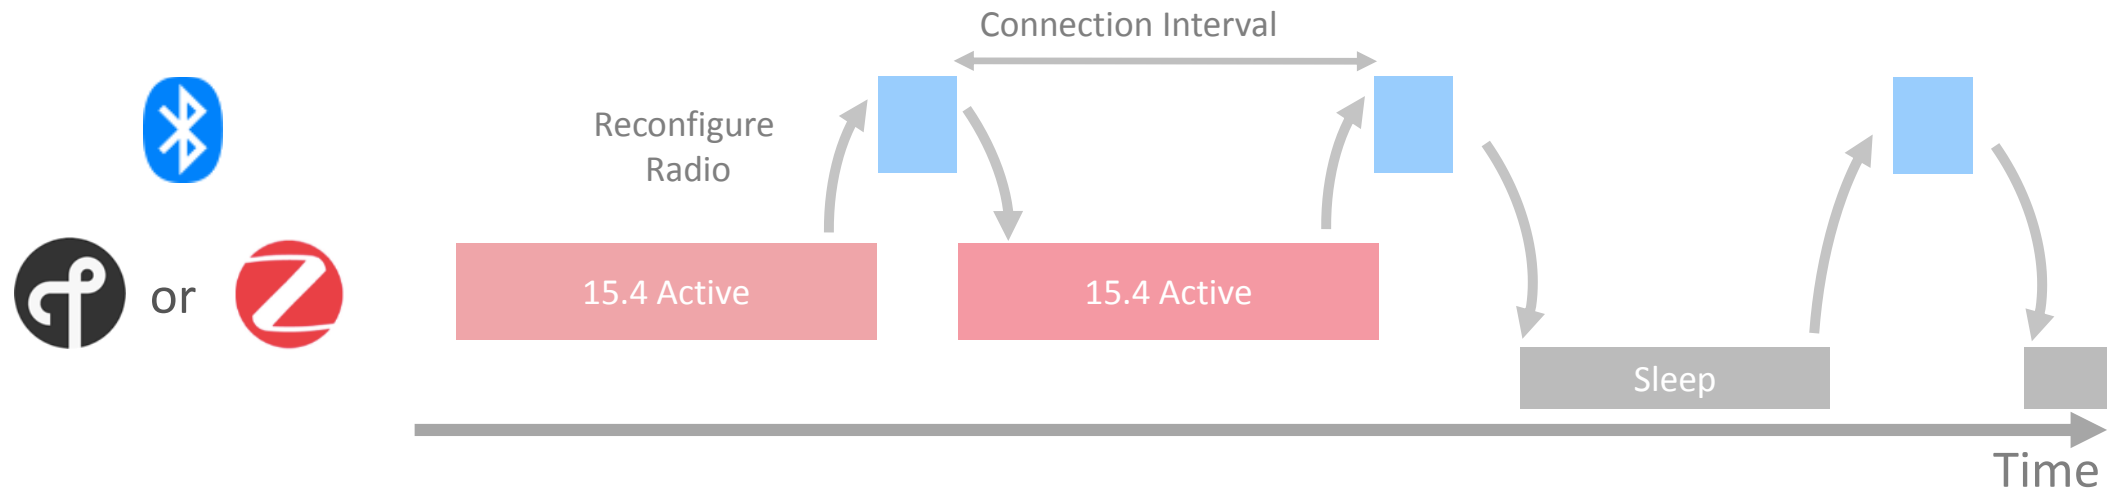 Connection Interval
Reconfigure
Radio
or
15.4 Active
15.4 Active
Sleep
Time